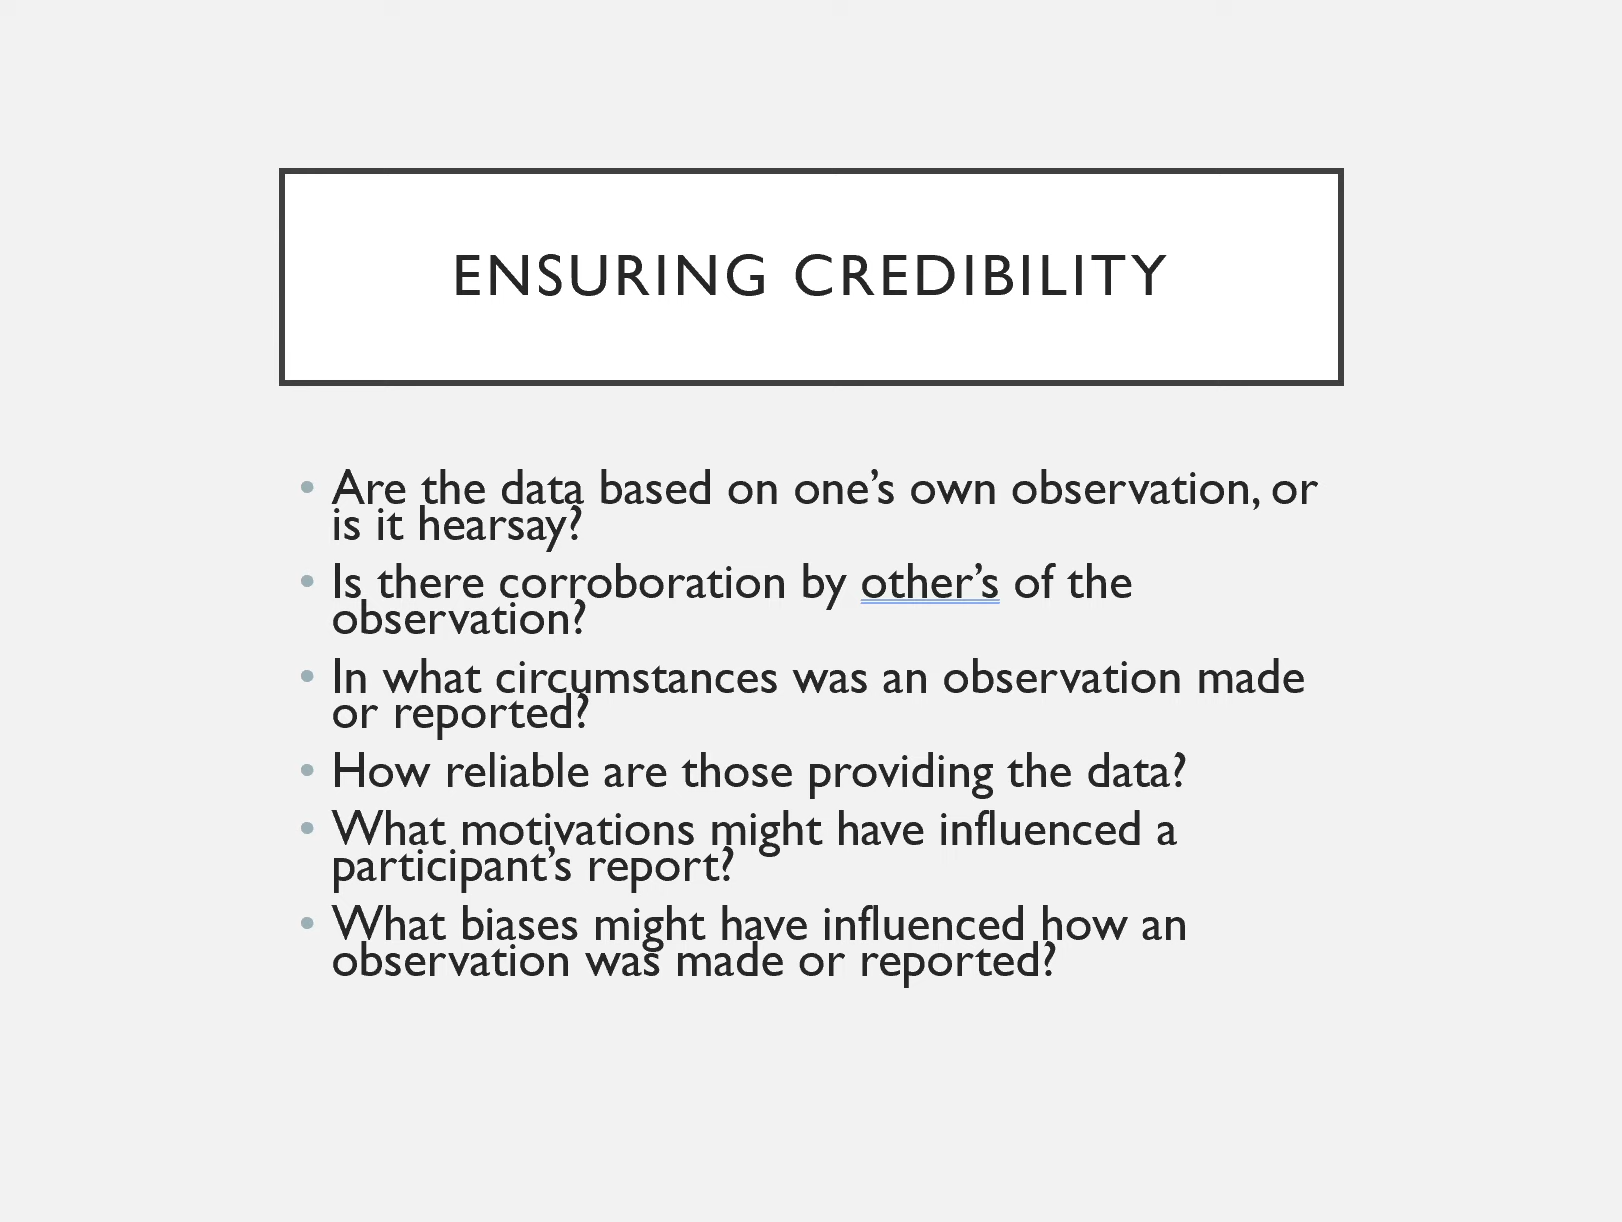 ENSURING CREDIBILITY
• Are the data based on one’s own observation, or
is it hearsay?
• Is there corroboration by other’s of the
observation?
• In what circumstances was an observation made
or reported?
• How reliable are those providing the data?
• What motivations might have influenced a
participant’s report?
• What biases might have influenced how an
observation was made or reported?